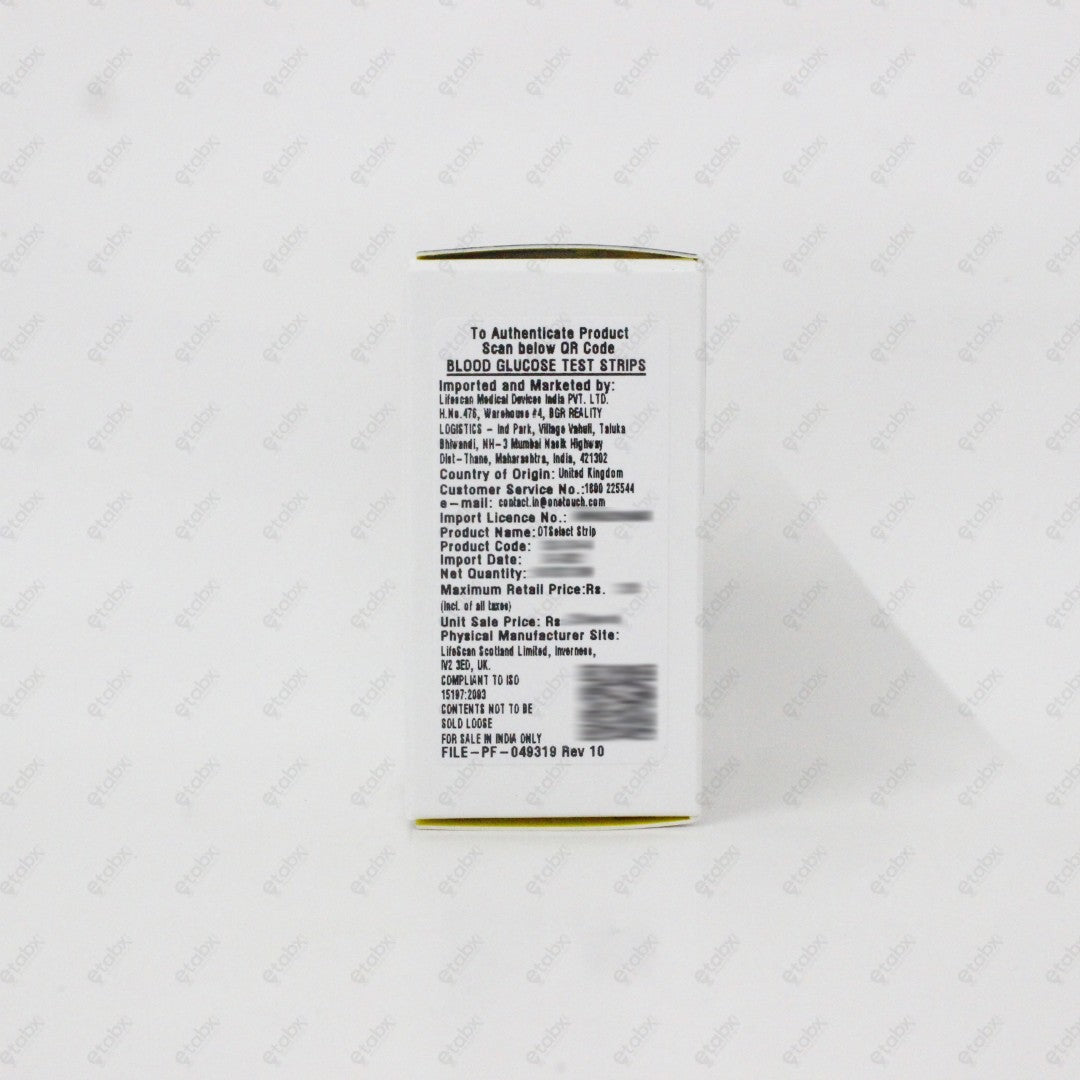 To Authenticate Product
Scan below QR Code
BLOOD GLUCOSE TEST STRIPS
Imported and Marketed by:
Lifescan Medical Devices India PVT. LTD.
H.No.476, Warehouse #4, BGR REALITY
LOGISTICS - Ind Park, Village Vahuli, Taluka
Bhiwandi, NH-3 Mumbai Nasik Highway
Dist-Thane, Maharashtra, India, 421302
Country of Origin: United Kingdom
Customer Service No.:1800 225544
e-mail: contact.in@onetouch.com
Import Licence No.:
Product Name:OTSelect Strip
Product Code:
Import Date:
Net Quantity:
Maximum Retail Price:Rs.
(Incl. of all taxes)
Unit Sale Price: Rs
Physical Manufacturer Site:
LifeScan Scotland Limited, Inverness,
IV2 3ED, UK.
COMPLIANT TO ISO
15197:2003
CONTENTS NOT TO BE
SOLD LOOSE
FOR SALE IN INDIA ONLY
FILE-PF-049319 Rev 10
etabx